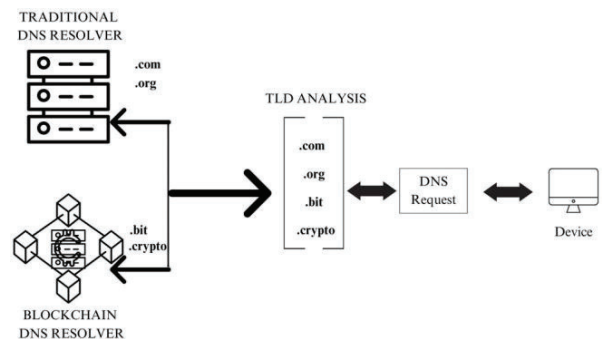 TRADITIONAL
DNS RESOLVER
.com
.org
TLD ANALYSIS
.com
.org
.bit
.crypto
DNS
Request
Device
.bit
.crypto
BLOCKCHAIN
DNS RESOLVER